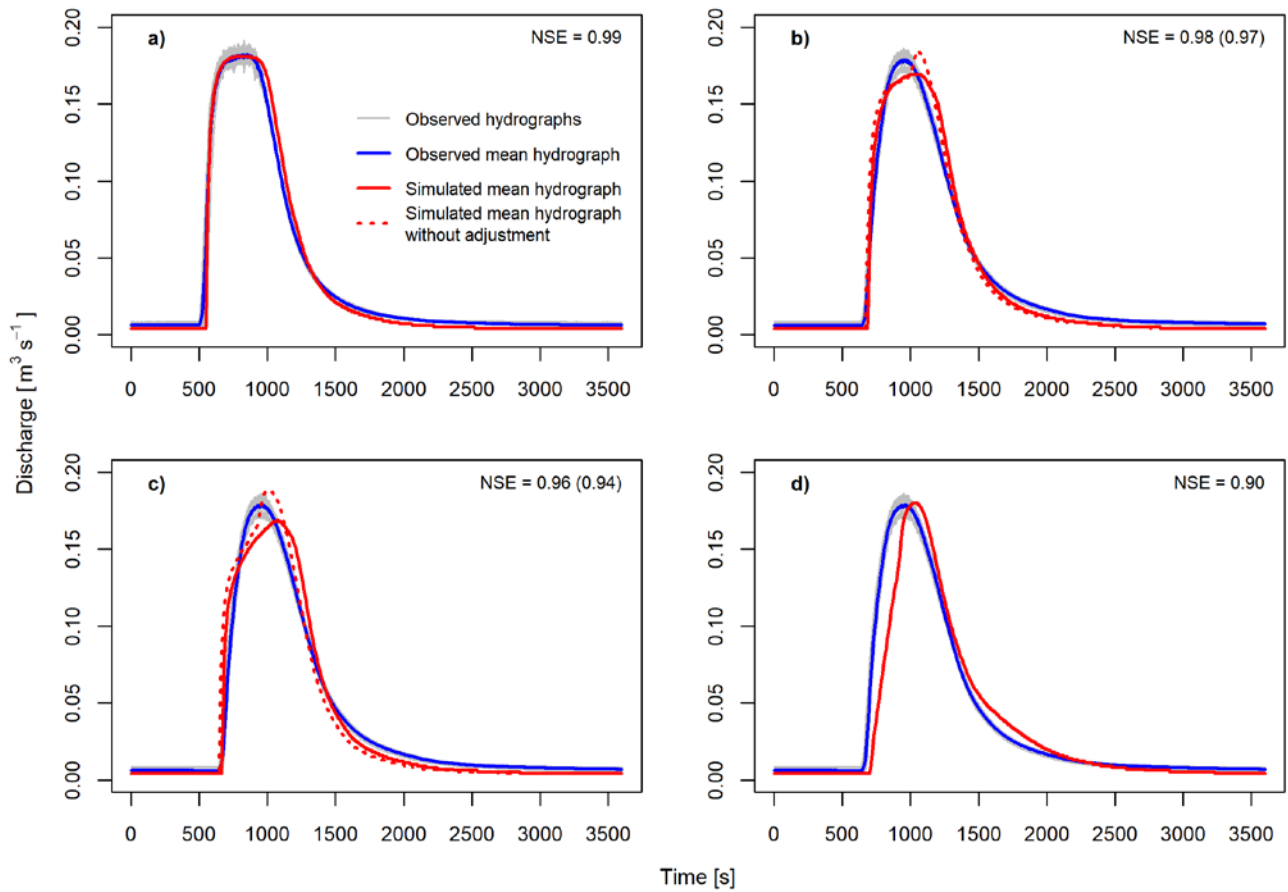 a)
NSE = 0.99
0.20
0.15
0.10
0.05
0.00
Observed hydrographs
Observed mean hydrograph
Simulated mean hydrograph
Simulated mean hydrograph
without adjustment
0 500 1000 1500 2000 2500 3000 3500
b)
NSE = 0.98 (0.97)
0.20
0.15
0.10
0.05
0.00
0 500 1000 1500 2000 2500 3000 3500
Discharge [ m³ s⁻¹ ]
c)
NSE = 0.96 (0.94)
0.20
0.15
0.10
0.05
0.00
0 500 1000 1500 2000 2500 3000 3500
d)
NSE = 0.90
0.20
0.15
0.10
0.05
0.00
0 500 1000 1500 2000 2500 3000 3500
Time [s]